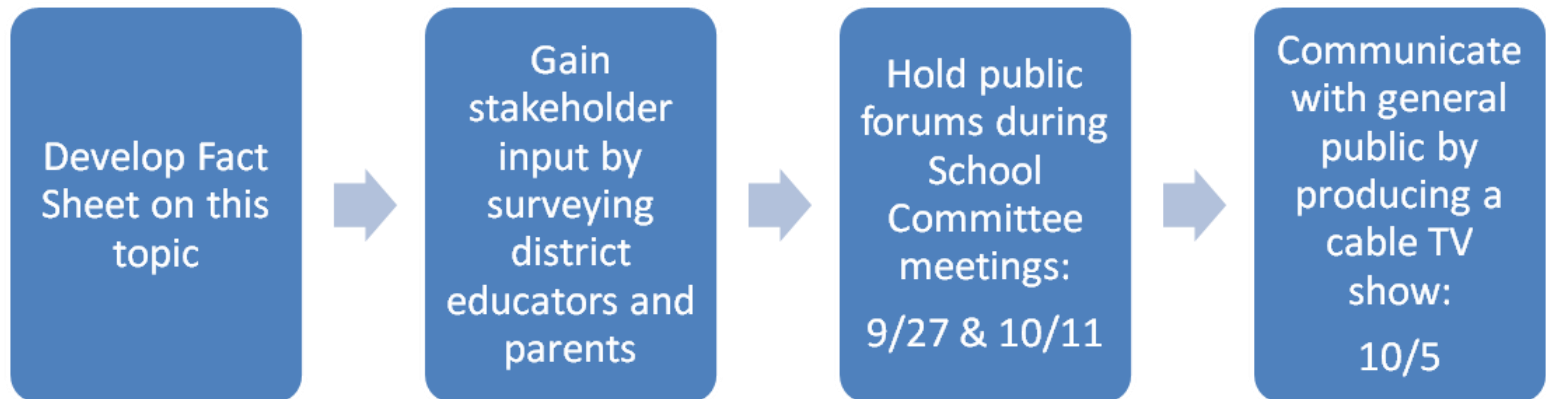 Develop Fact
Sheet on this
topic
Gain
stakeholder
input by
surveying
district
educators and
parents
Hold public
forums during
School
Committee
meetings:
9/27 & 10/11
Communicate
with general
public by
producing a
cable TV
show:
10/5